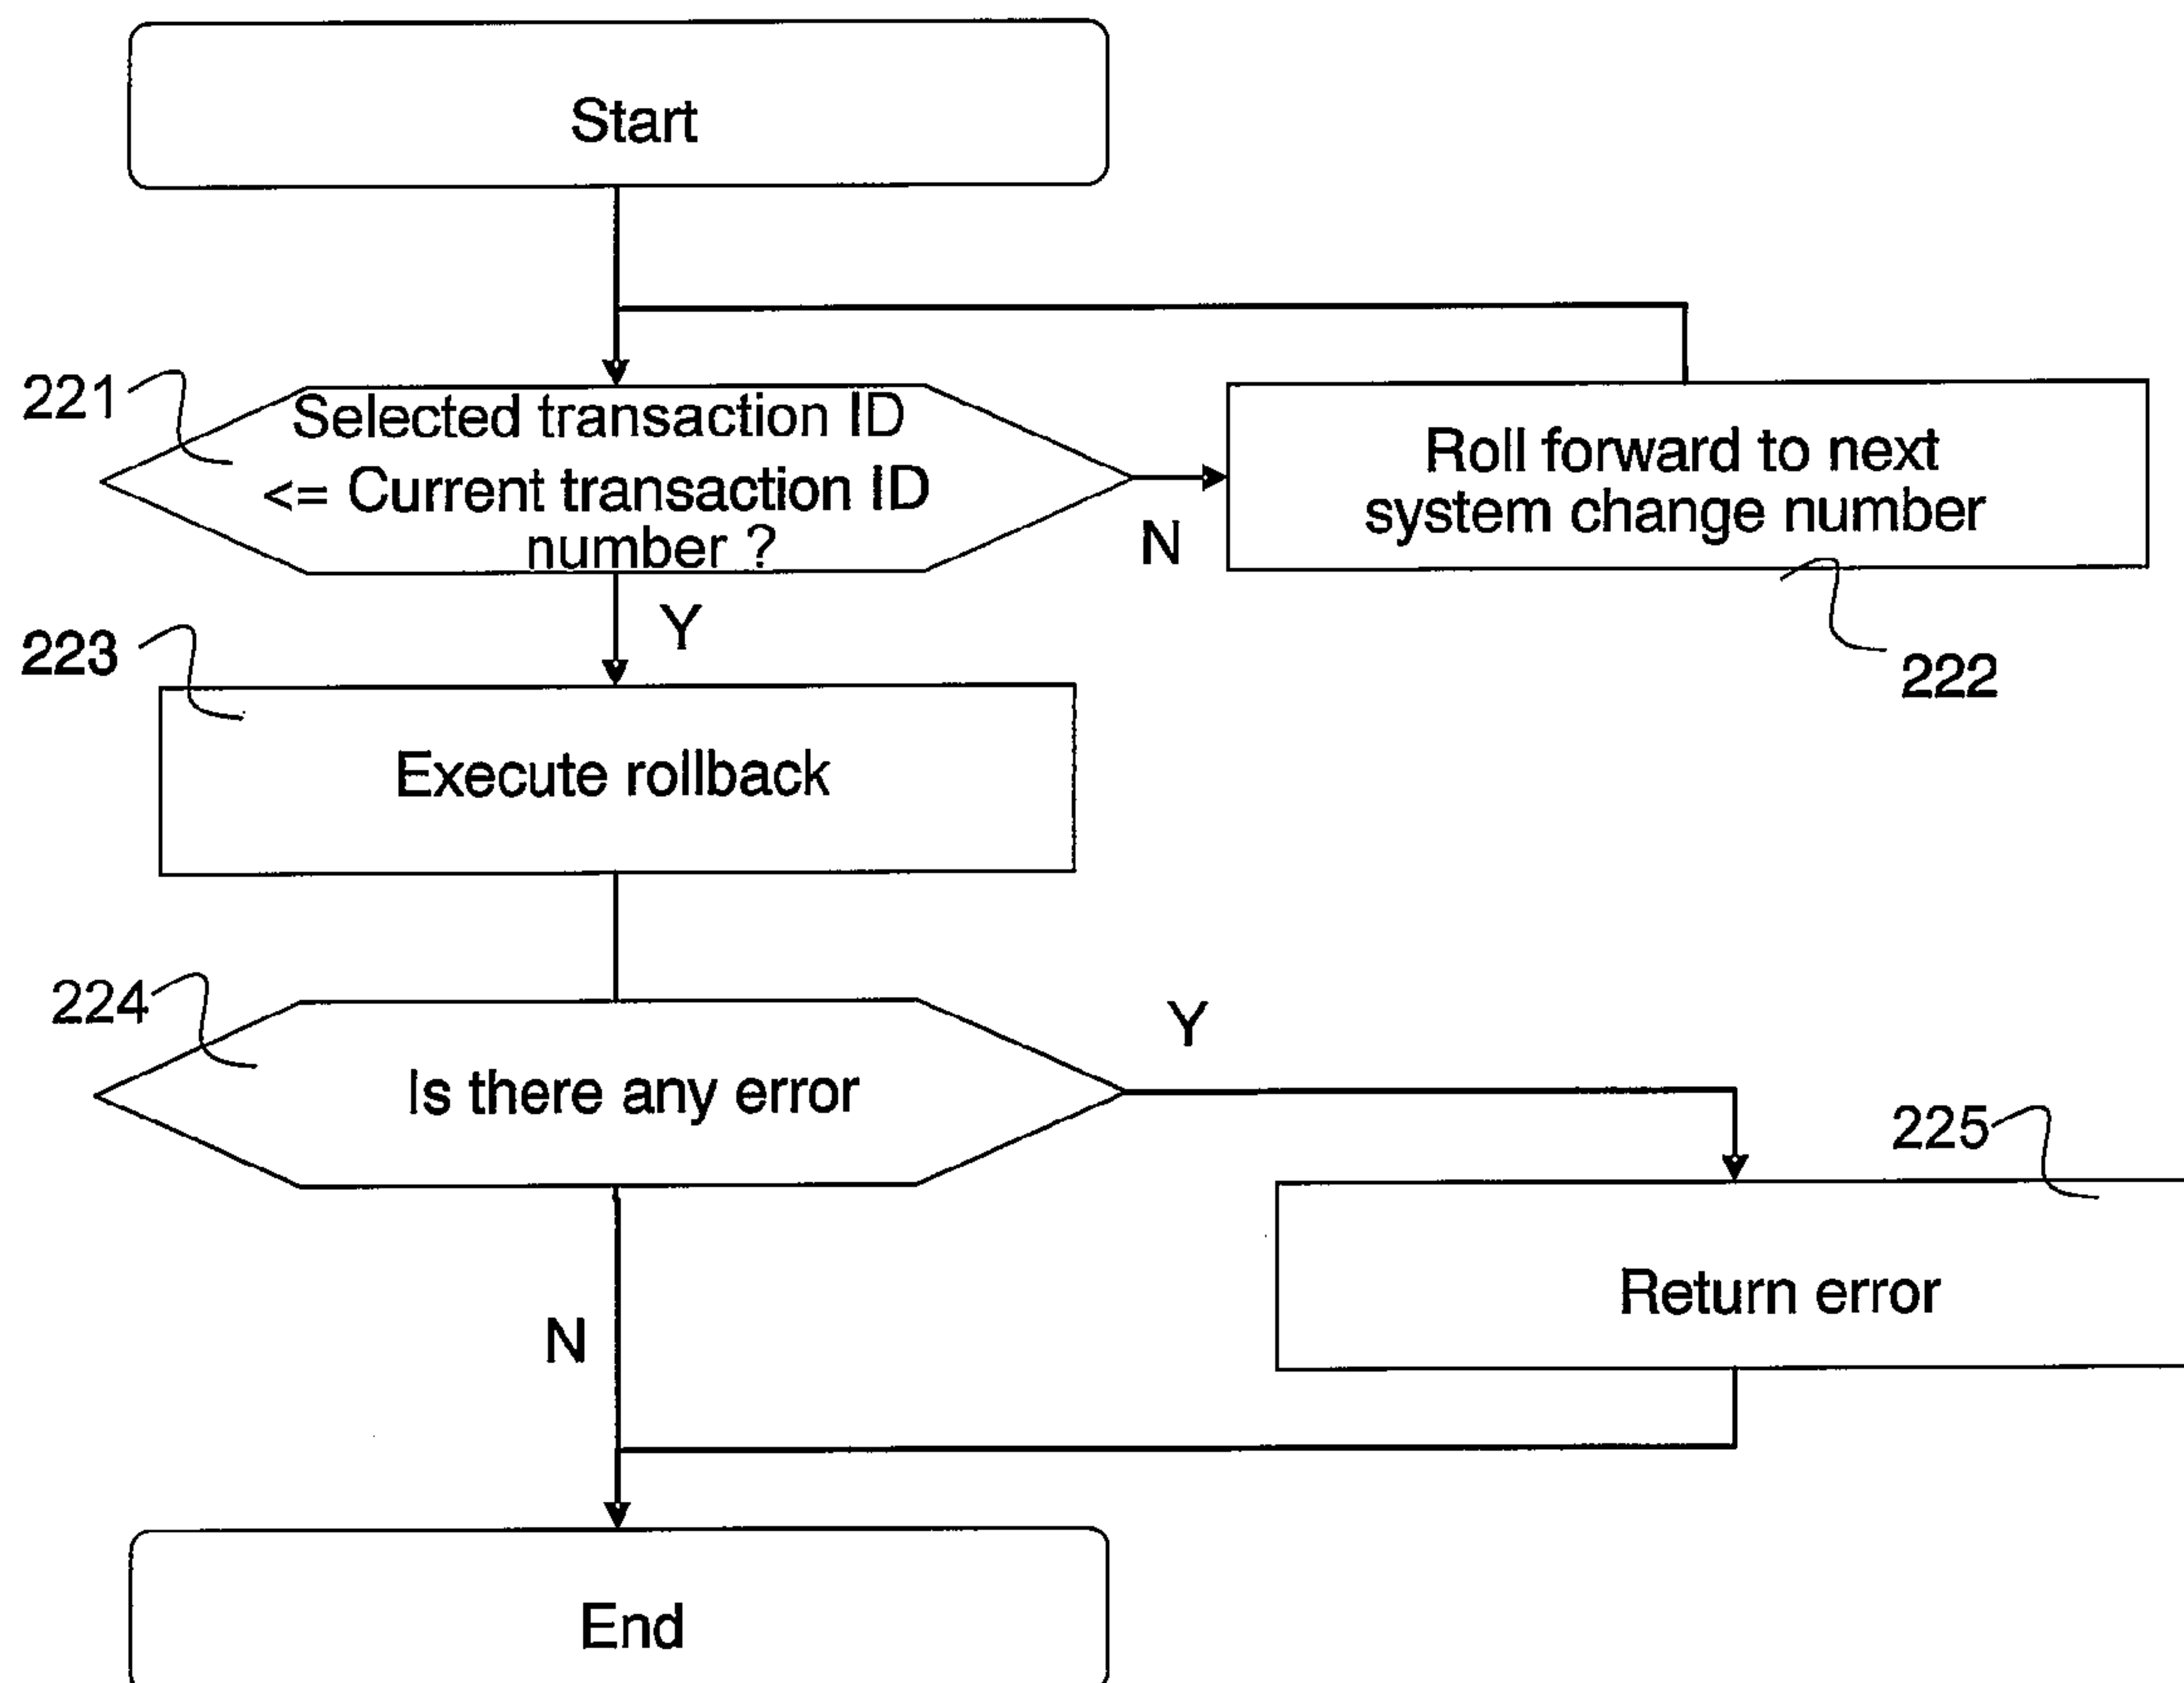 Start
221
Selected transaction ID
<= Current transaction ID
number ?
N
Roll forward to next
system change number
222
Y
223
Execute rollback
224
Is there any error
Y
225
Return error
N
End